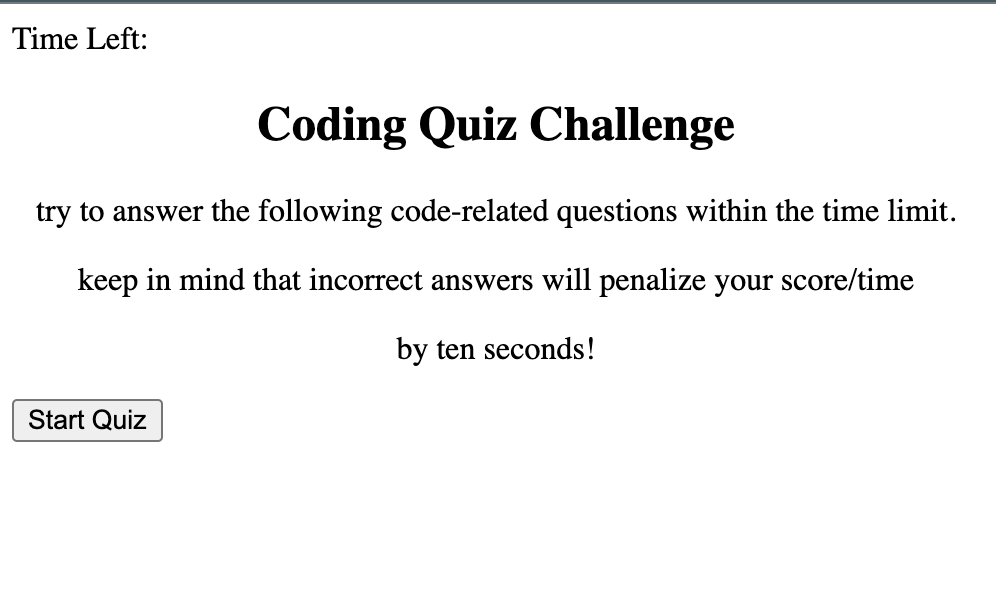 Time Left:
Coding Quiz Challenge
try to answer the following code-related questions within the time limit.
keep in mind that incorrect answers will penalize your score/time
by ten seconds!
Start Quiz